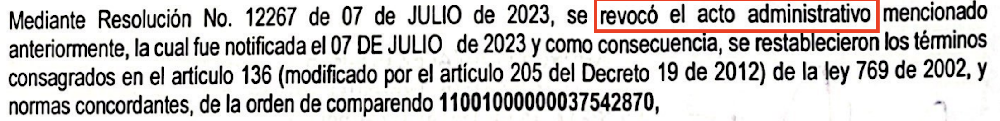 Mediante Resolución No. 12267 de 07 de JULIO de 2023, se revocó el acto administrativo mencionado
anteriormente, la cual fue notificada el 07 DE JULIO de 2023 y como consecuencia, se restablecieron los términos
consagrados en el artículo 136 (modificado por el artículo 205 del Decreto 19 de 2012) de la ley 769 de 2002, y
normas concordantes, de la orden de comparendo 11001000000037542870,